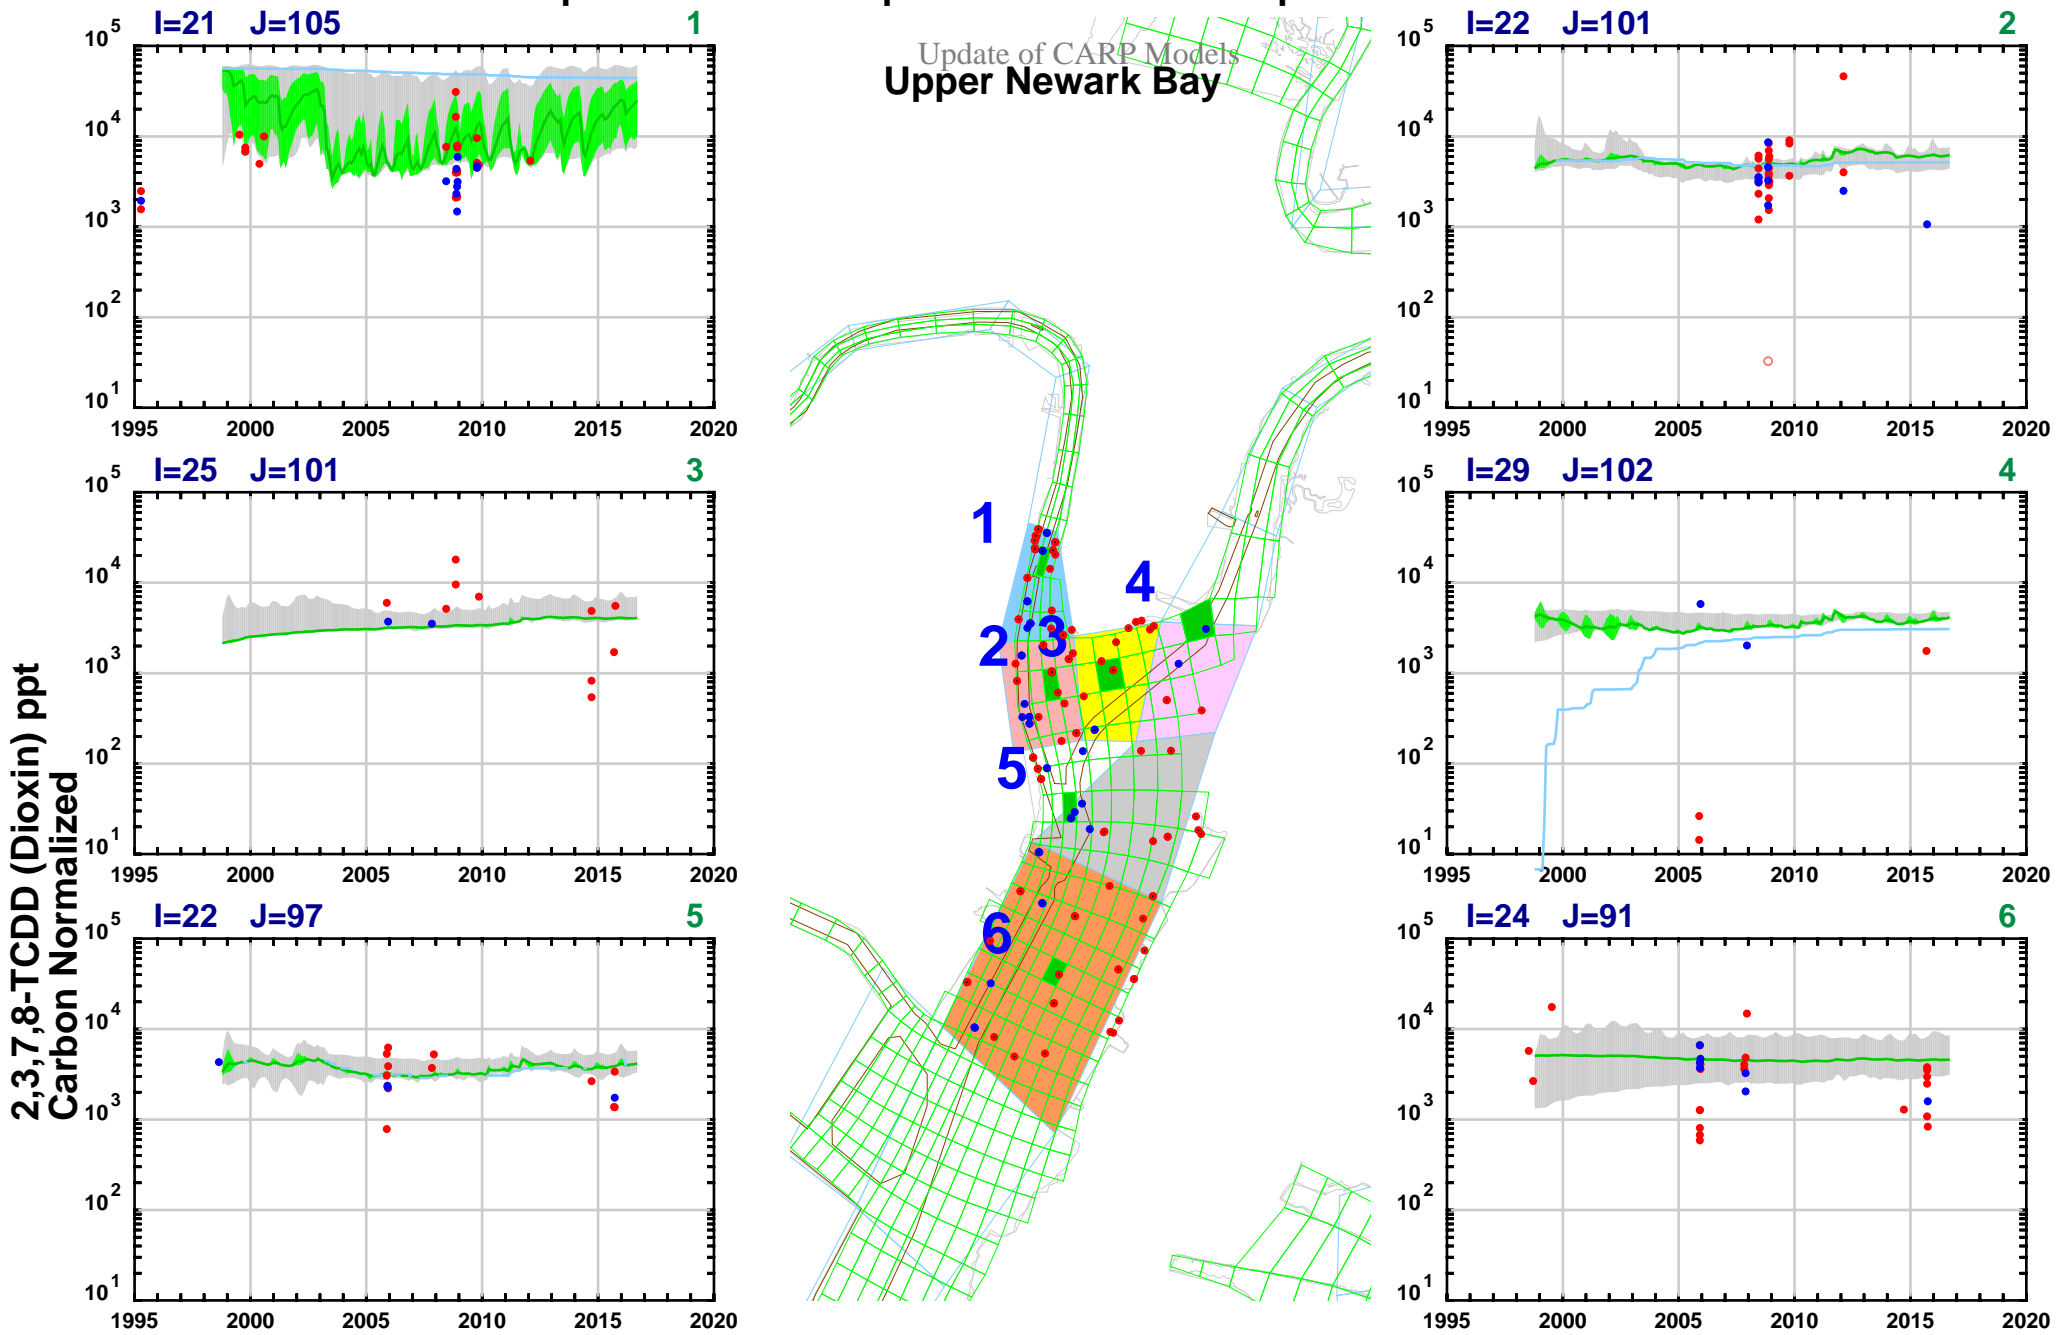 Update of CARP Models
Upper Newark Bay
2,3,7,8-TCDD (Dioxin) ppt
Carbon Normalized
I=21 J=105 1
10^5
10^4
10^3
10^2
10^1
1995 2000 2005 2010 2015 2020
I=22 J=101 2
10^5
10^4
10^3
10^2
10^1
1995 2000 2005 2010 2015 2020
I=25 J=101 3
10^5
10^4
10^3
10^2
10^1
1995 2000 2005 2010 2015 2020
I=29 J=102 4
10^5
10^4
10^3
10^2
10^1
1995 2000 2005 2010 2015 2020
I=22 J=97 5
10^5
10^4
10^3
10^2
10^1
1995 2000 2005 2010 2015 2020
I=24 J=91 6
10^5
10^4
10^3
10^2
10^1
1995 2000 2005 2010 2015 2020
1
4
2 3
5
6